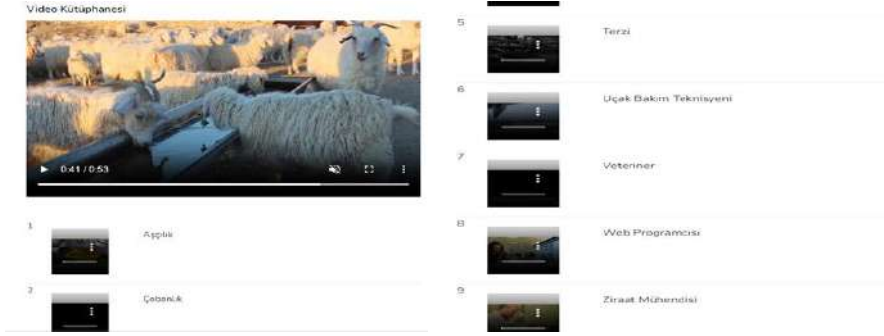 Video Kütüphanesi
0:41 / 0:53
1
Aşçılık
2
Çobanlık
5
Terzi
6
Uçak Bakım Teknisyeni
7
Veteriner
8
Web Programcısı
9
Ziraat Mühendisi